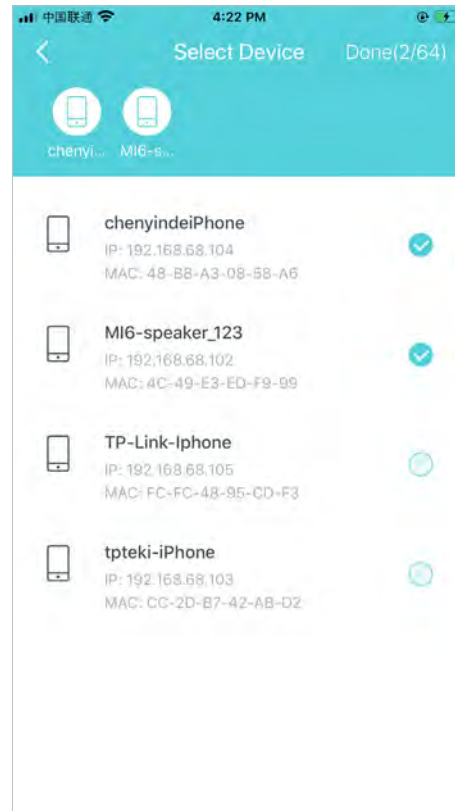 中国联通 4:22 PM
Select Device Done(2/64)
chenyi... MI6-s...
chenyindeiPhone
IP: 192.168.68.104
MAC: 48-BB-A3-08-58-A6
MI6-speaker_123
IP: 192.168.68.102
MAC: 4C-49-E3-ED-F9-99
TP-Link-Iphone
IP: 192.168.68.105
MAC: FC-FC-48-95-CD-F3
tpteki-iPhone
IP: 192.168.68.103
MAC: CC-2D-B7-42-AB-D2